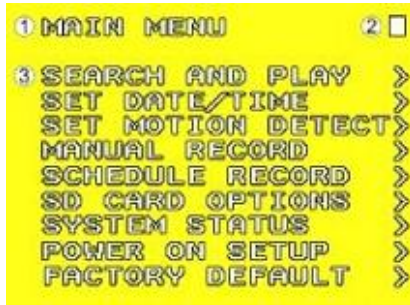 1 MAIN MENU 2
3 SEARCH AND PLAY >
SET DATE/TIME >
SET MOTION DETECT >
MANUAL RECORD >
SCHEDULE RECORD >
SD CARD OPTIONS >
SYSTEM STATUS >
POWER ON SETUP >
FACTORY DEFAULT >